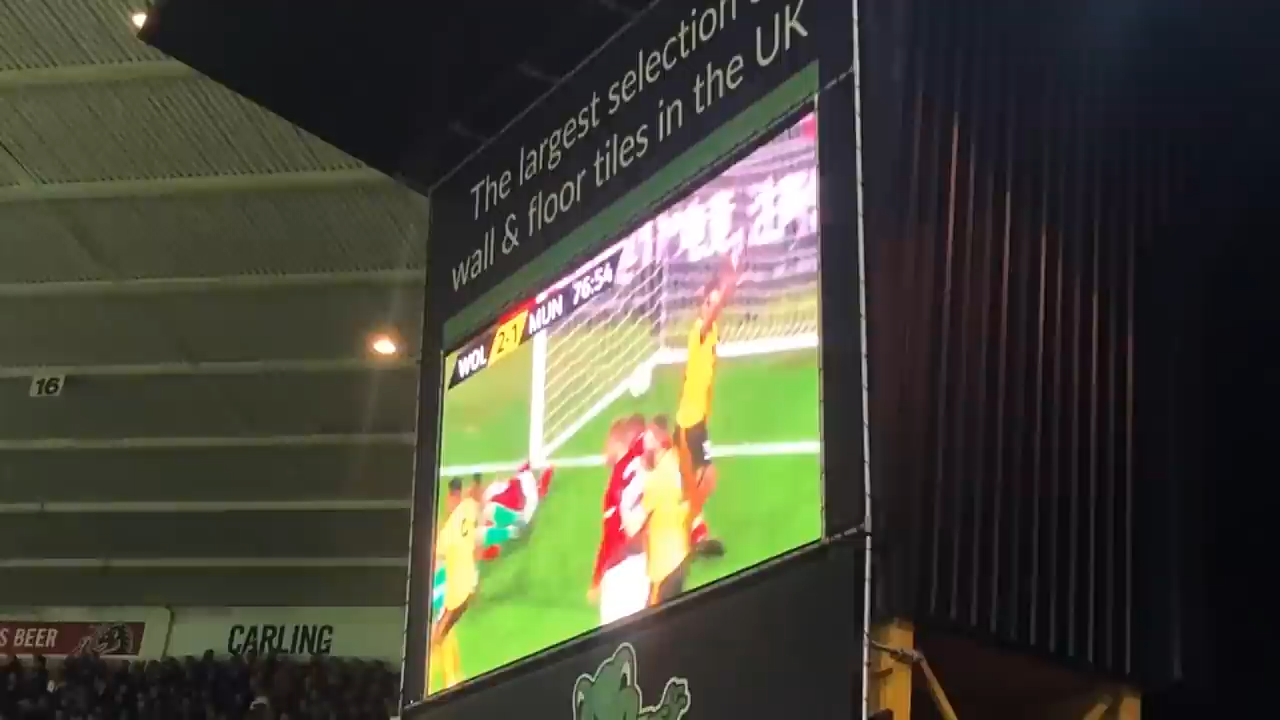 The largest selection
wall & floor tiles in the UK
WOL 2-1 MUN 76:54
16
S BEER
CARLING